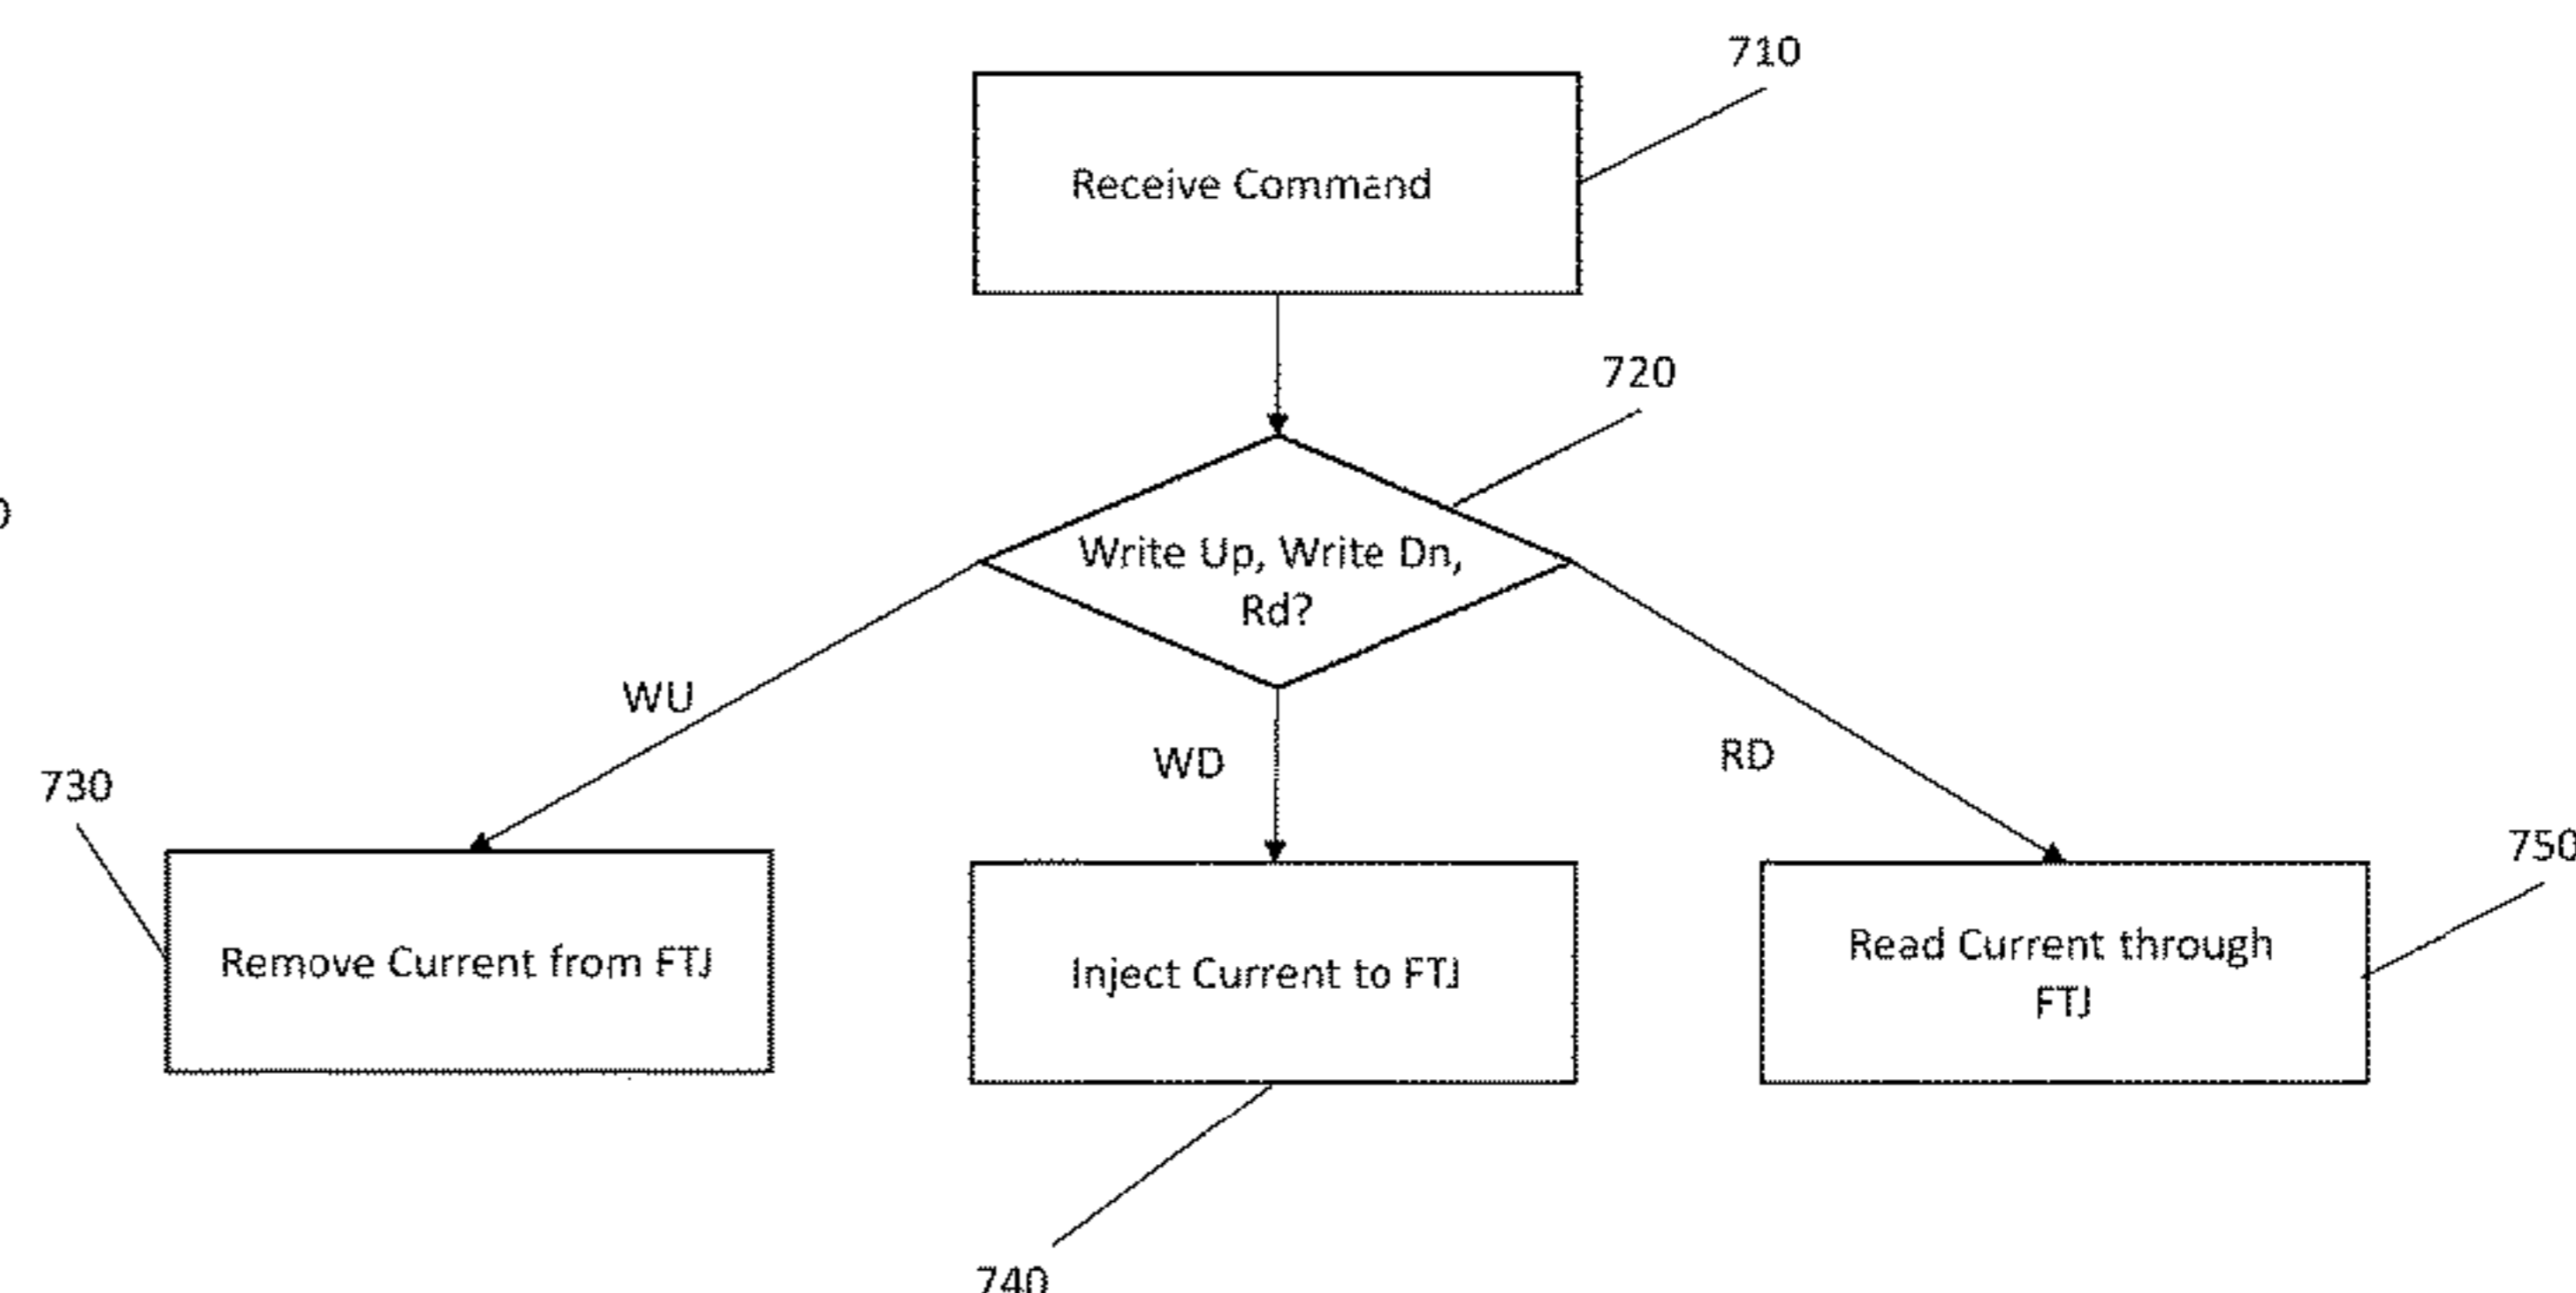 710
Receive Command
720
Write Up, Write Dn,
Rd?
WU
WD
RD
730
750
Remove Current from FTJ
Inject Current to FTJ
Read Current through
FTJ
740